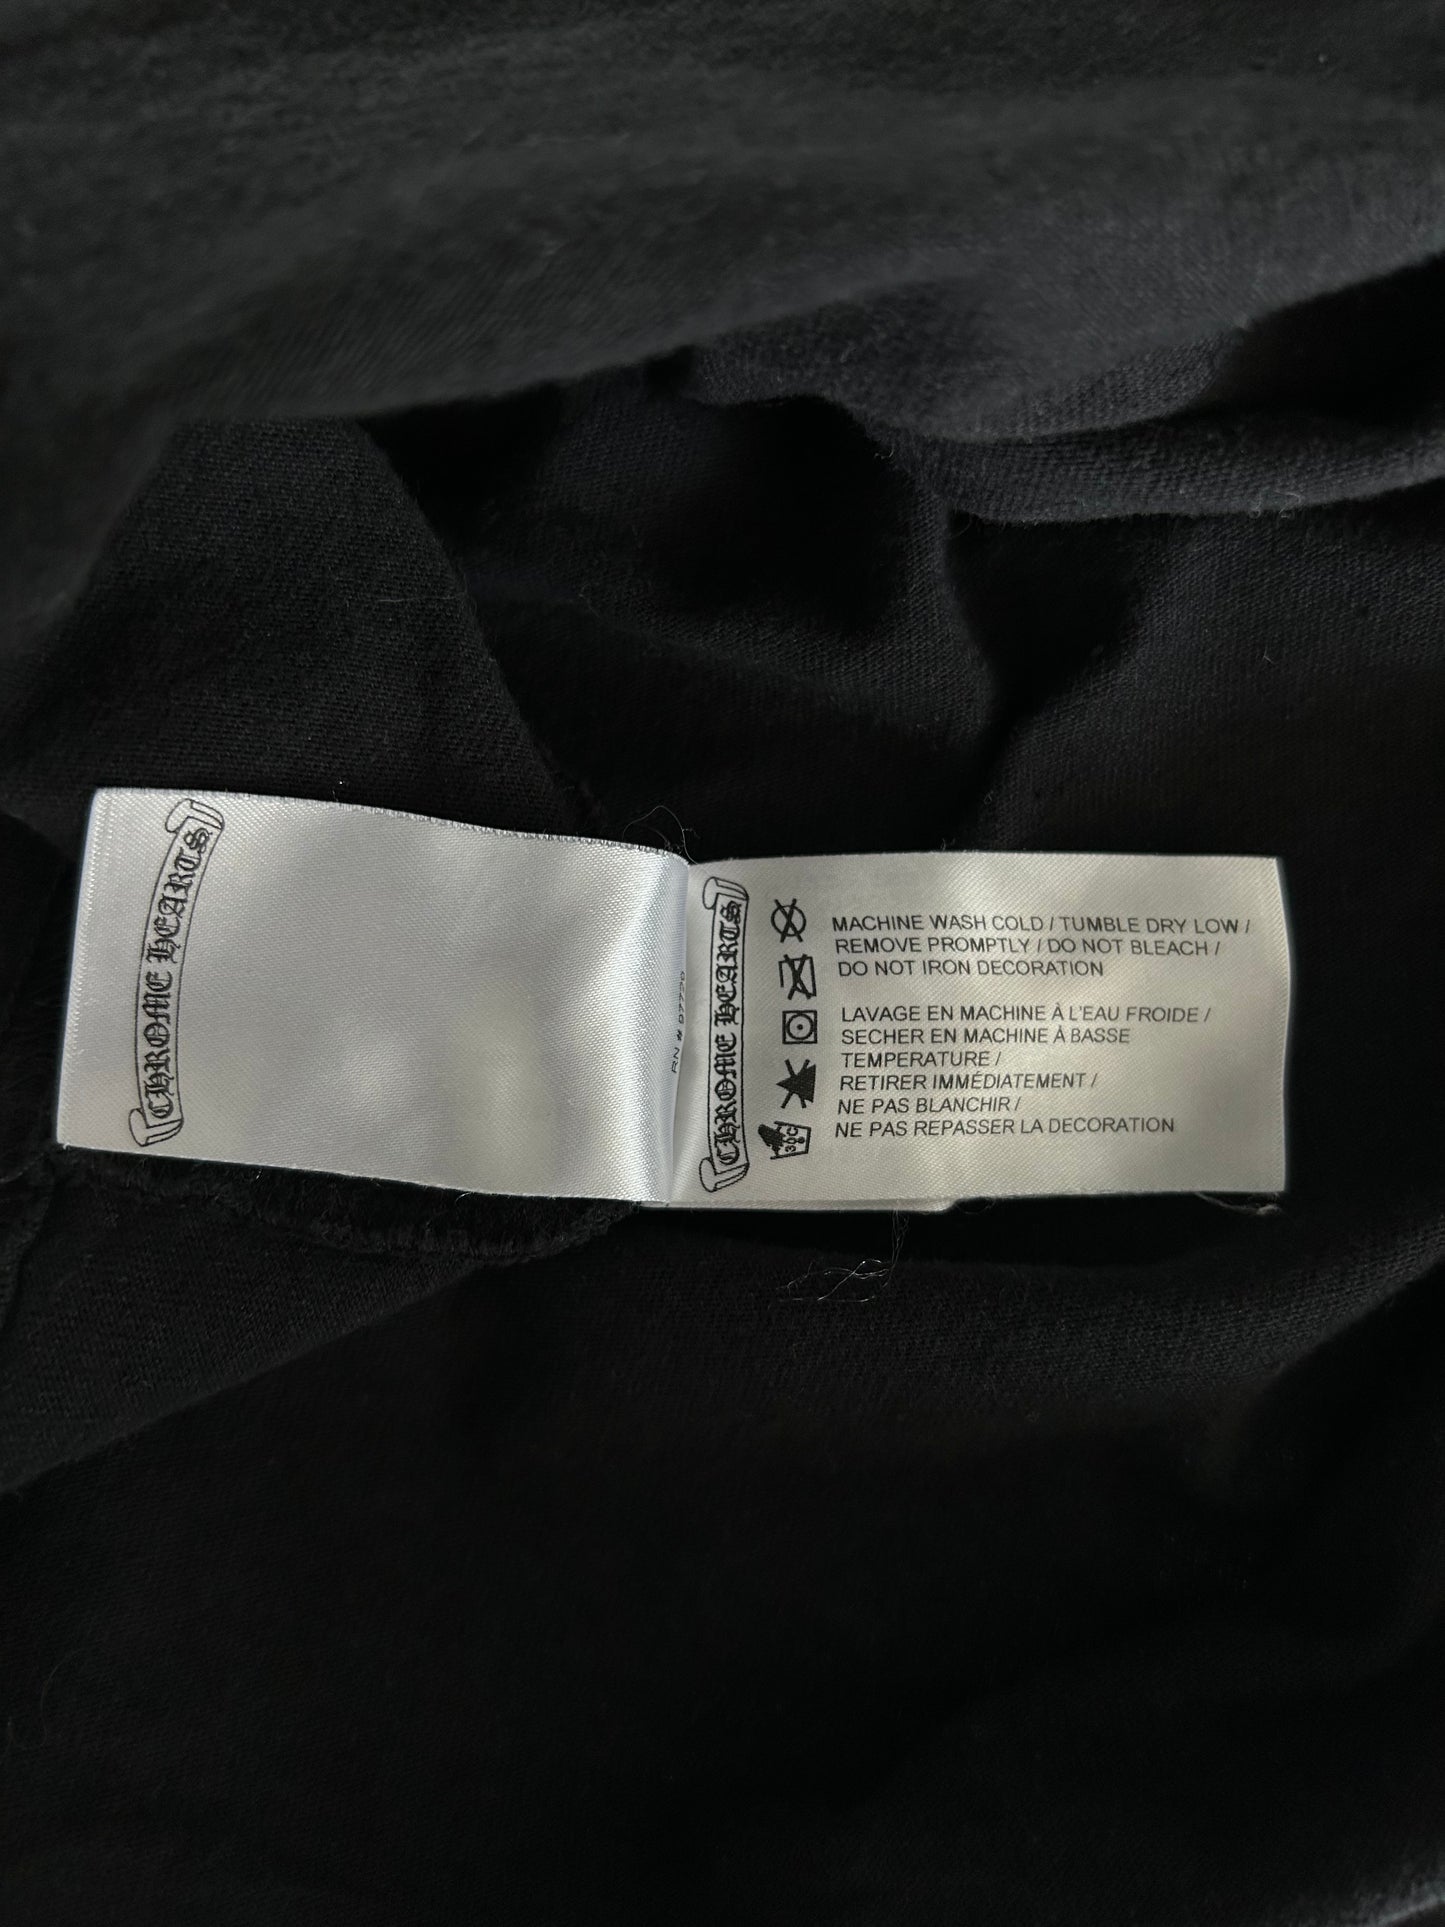 CHROME HEARTS
CHROME HEARTS
MACHINE WASH COLD / TUMBLE DRY LOW /
REMOVE PROMPTLY / DO NOT BLEACH /
DO NOT IRON DECORATION
LAVAGE EN MACHINE À L'EAU FROIDE /
SECHER EN MACHINE À BASSE
TEMPERATURE /
RETIRER IMMÉDIATEMENT /
NE PAS BLANCHIR /
NE PAS REPASSER LA DECORATION
30C
RN #